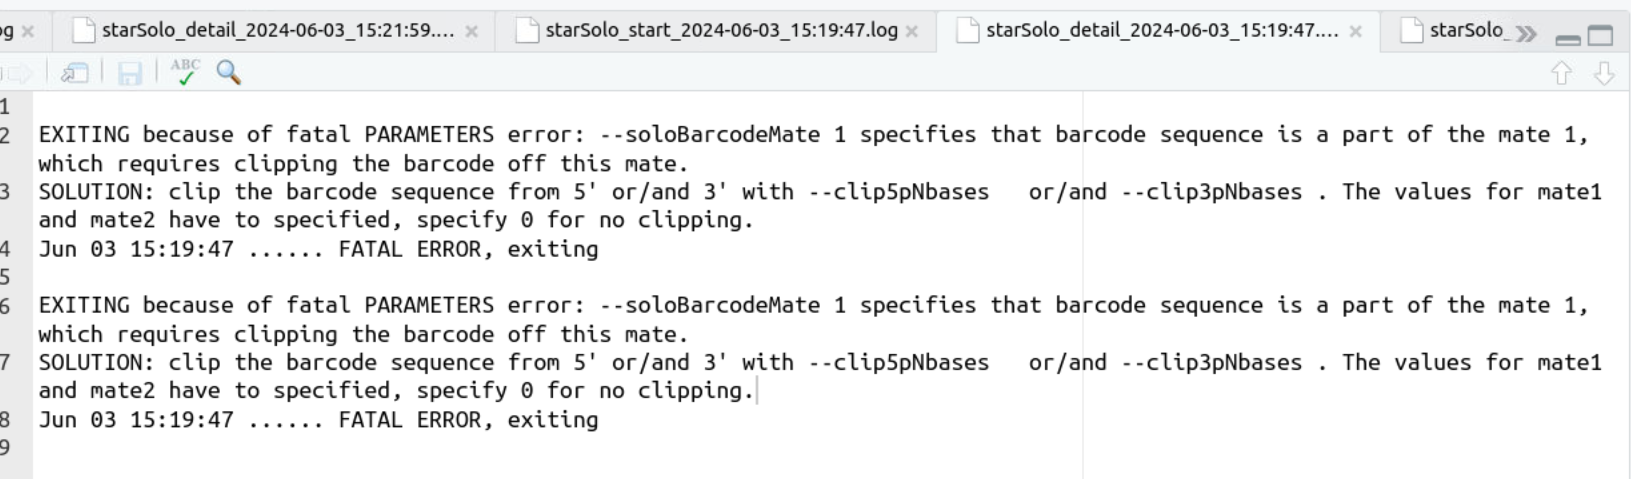 og
starSolo_detail_2024-06-03_15:21:59....
starSolo_start_2024-06-03_15:19:47.log
starSolo_detail_2024-06-03_15:19:47....
starSolo_
ABC
1
2 EXITING because of fatal PARAMETERS error: --soloBarcodeMate 1 specifies that barcode sequence is a part of the mate 1,
which requires clipping the barcode off this mate.
3 SOLUTION: clip the barcode sequence from 5' or/and 3' with --clip5pNbases   or/and --clip3pNbases . The values for mate1
and mate2 have to specified, specify 0 for no clipping.
4 Jun 03 15:19:47 ...... FATAL ERROR, exiting
5
6 EXITING because of fatal PARAMETERS error: --soloBarcodeMate 1 specifies that barcode sequence is a part of the mate 1,
which requires clipping the barcode off this mate.
7 SOLUTION: clip the barcode sequence from 5' or/and 3' with --clip5pNbases   or/and --clip3pNbases . The values for mate1
and mate2 have to specified, specify 0 for no clipping.
8 Jun 03 15:19:47 ...... FATAL ERROR, exiting
9